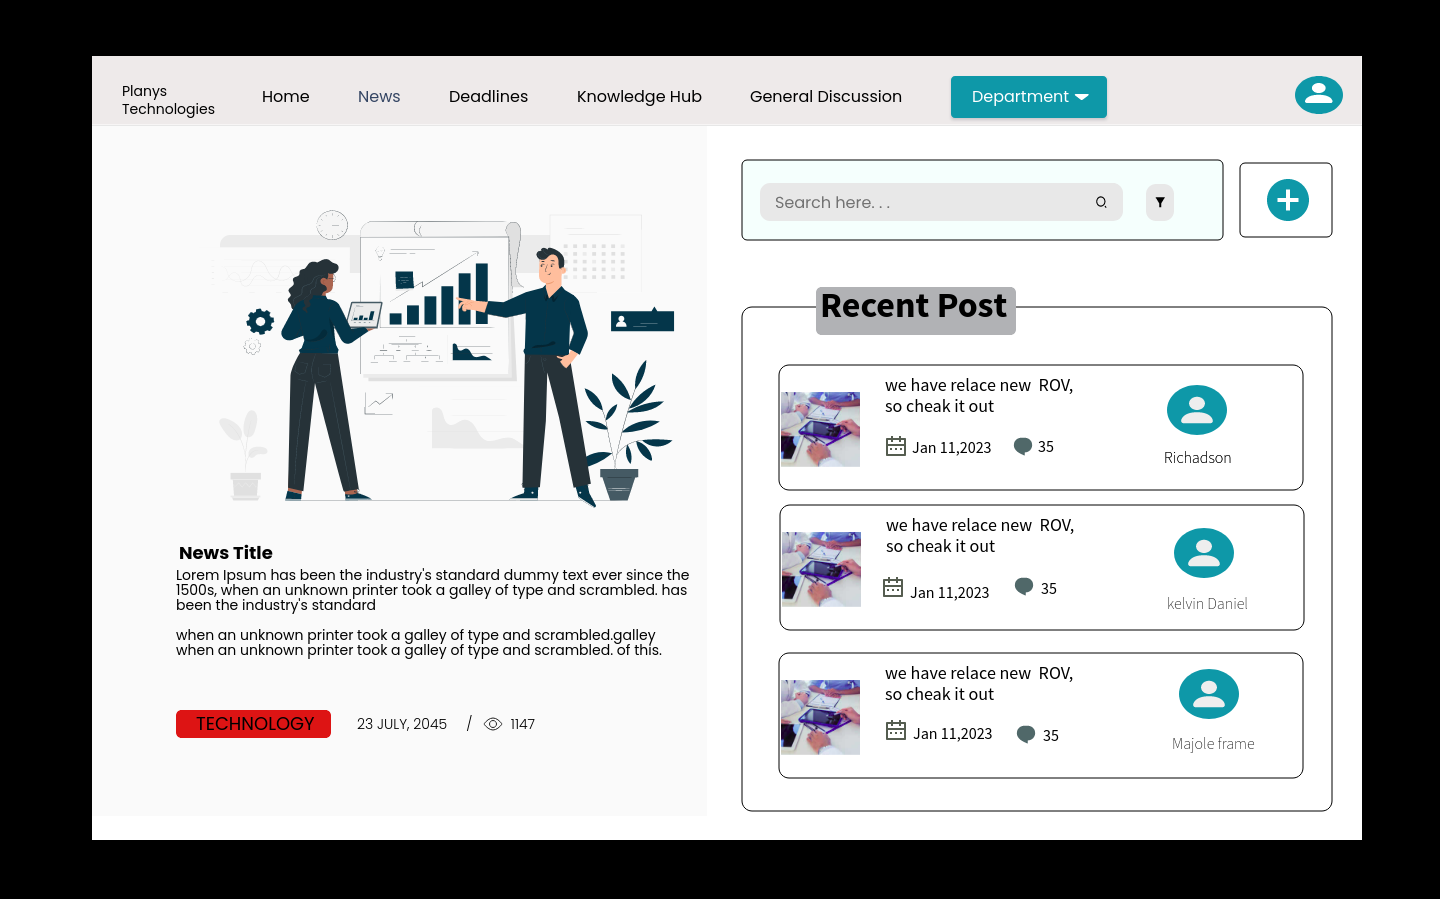 Planys
Technologies
Home
News
Deadlines
Knowledge Hub
General Discussion
Department
Search here. . .
News Title
Lorem Ipsum has been the industry's standard dummy text ever since the
1500s, when an unknown printer took a galley of type and scrambled. has
been the industry's standard
when an unknown printer took a galley of type and scrambled.galley
when an unknown printer took a galley of type and scrambled. of this.
TECHNOLOGY
23 JULY, 2045 / 1147
Recent Post
we have relace new  ROV,
so cheak it out
Jan 11,2023
35
Richadson
we have relace new  ROV,
so cheak it out
Jan 11,2023
35
kelvin Daniel
we have relace new  ROV,
so cheak it out
Jan 11,2023
35
Majole frame